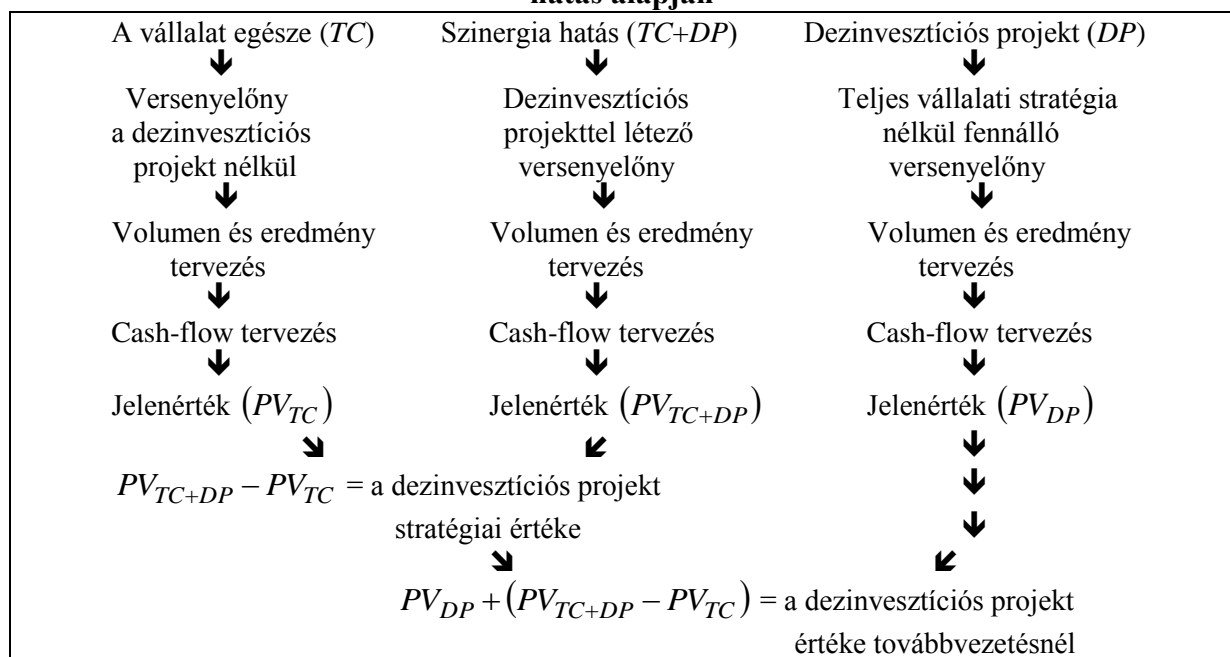 hatás alapján
A vállalat egésze (TC) Szinergia hatás (TC+DP) Dezinvesztíciós projekt (DP)
Versenyelőny Dezinvesztíciós Teljes vállalati stratégia
a dezinvesztíciós projekttel létező nélkül fennálló
projekt nélkül versenyelőny versenyelőny
Volumen és eredmény Volumen és eredmény Volumen és eredmény
tervezés tervezés tervezés
Cash-flow tervezés Cash-flow tervezés Cash-flow tervezés
Jelenérték (PV_TC) Jelenérték (PV_TC+DP) Jelenérték (PV_DP)
PV_TC+DP − PV_TC = a dezinvesztíciós projekt
stratégiai értéke
PV_DP + (PV_TC+DP − PV_TC) = a dezinvesztíciós projekt
értéke továbbvezetésnél